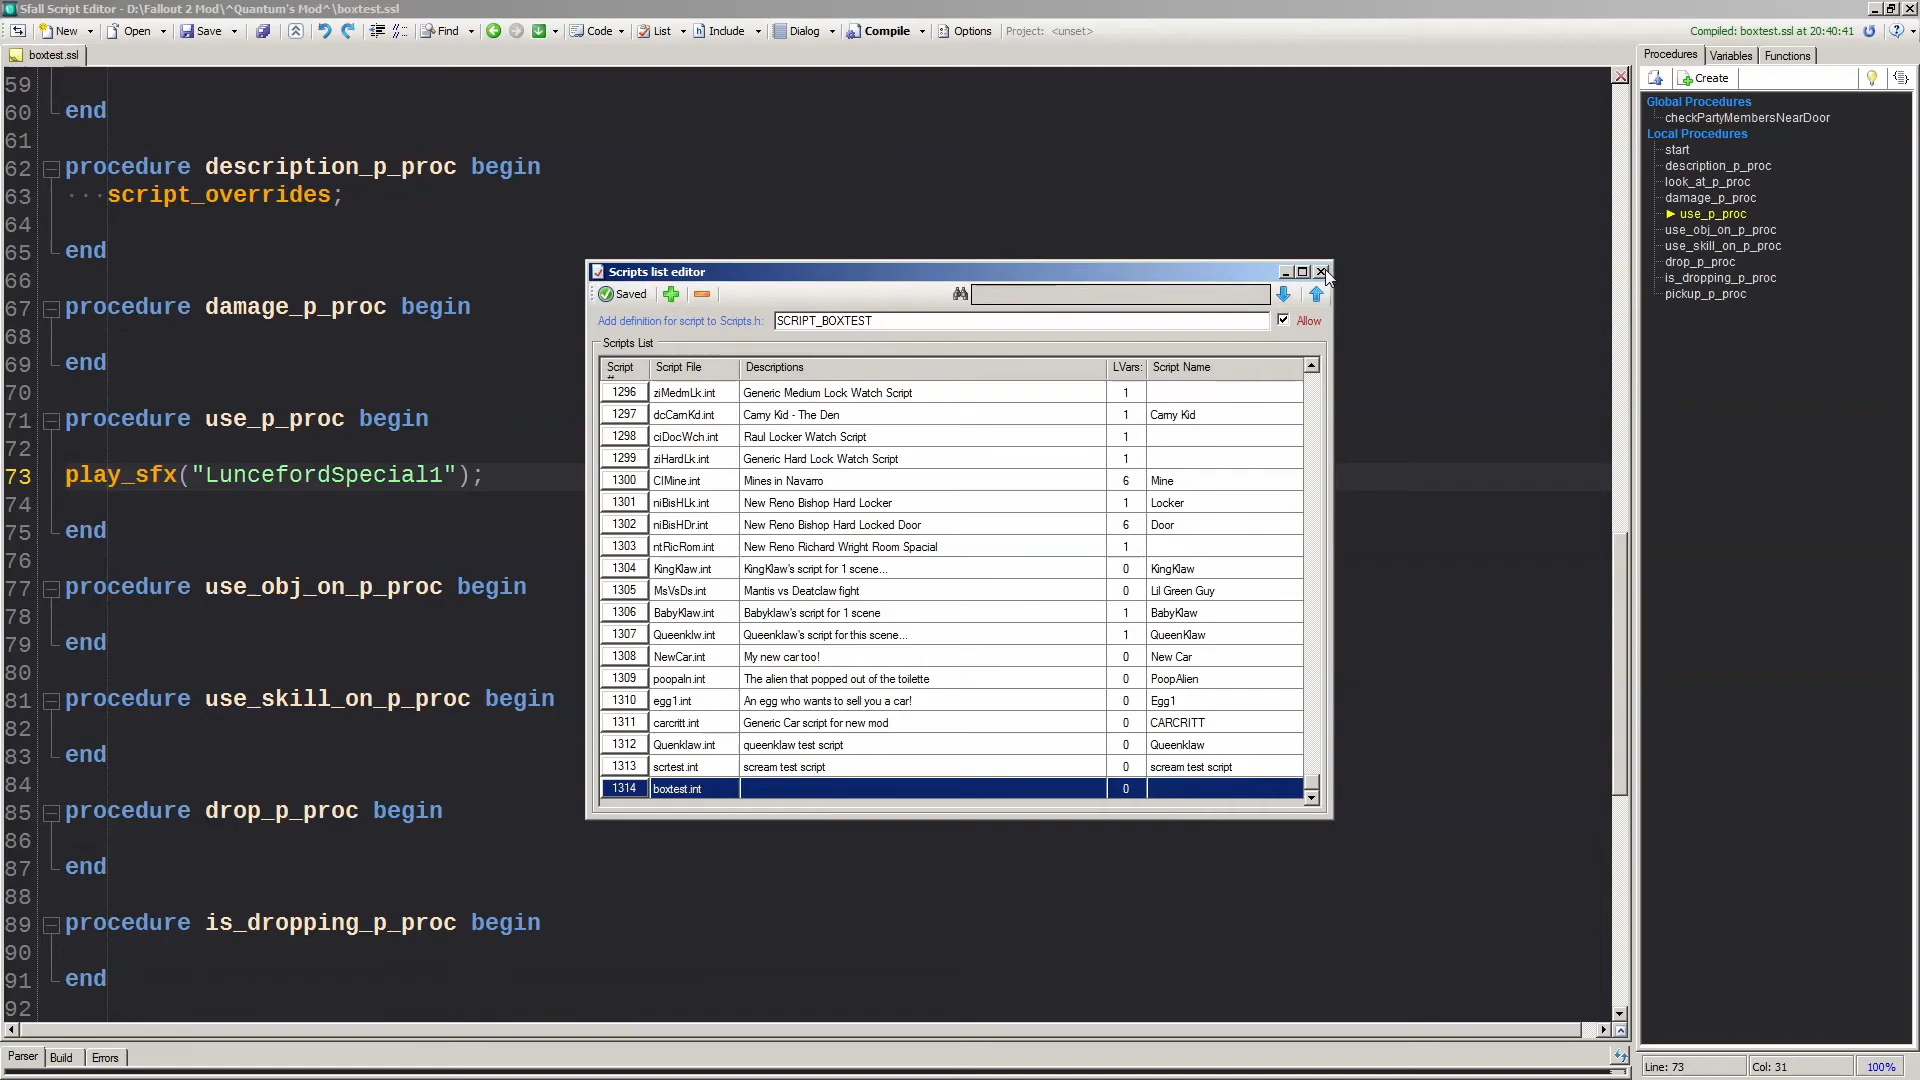 Sfall Script Editor - D:\Fallout 2 Mod\^Quantum's Mod^\boxtest.ssl
New Open Save Find Code List Include Dialog Compile Options Project: <unset> Compiled: boxtest.ssl at 20:40:41
boxtest.ssl
Procedures Variables Functions
Create
59
60 end
61
62 procedure description_p_proc begin
63 script_overrides;
64
65 end
66
67 procedure damage_p_proc begin
68
69 end
70
71 procedure use_p_proc begin
72
73 play_sfx("LuncefordSpecial1");
74
75 end
76
77 procedure use_obj_on_p_proc begin
78
79 end
80
81 procedure use_skill_on_p_proc begin
82
83 end
84
85 procedure drop_p_proc begin
86
87 end
88
89 procedure is_dropping_p_proc begin
90
91 end
92
Scripts list editor
Saved
Add definition for script to Scripts.h: SCRIPT_BOXTEST Allow
Scripts List
Script # Script File Descriptions LVars: Script Name
1296 ziMedmLk.int Generic Medium Lock Watch Script 1
1297 dcCarnKd.int Carny Kid - The Den 1 Carny Kid
1298 ciDocWch.int Raul Locker Watch Script 1
1299 ziHardLk.int Generic Hard Lock Watch Script 1
1300 CIMine.int Mines in Navarro 6 Mine
1301 niBisHLk.int New Reno Bishop Hard Locker 1 Locker
1302 niBisHDr.int New Reno Bishop Hard Locked Door 6 Door
1303 ntRicRom.int New Reno Richard Wright Room Spacial 1
1304 KingKlaw.int KingKlaw's script for 1 scene... 0 KingKlaw
1305 MsVsDs.int Mantis vs Deatclaw fight 0 Lil Green Guy
1306 BabyKlaw.int Babyklaw's script for 1 scene 1 BabyKlaw
1307 Queenklw.int Queenklaw's script for this scene... 1 QueenKlaw
1308 NewCar.int My new car too! 0 New Car
1309 poopaln.int The alien that popped out of the toilette 0 PoopAlien
1310 egg1.int An egg who wants to sell you a car! 0 Egg1
1311 carcritt.int Generic Car script for new mod 0 CARCRITT
1312 Quenklaw.int queenklaw test script 0 Queenklaw
1313 scrtest.int scream test script 0 scream test script
1314 boxtest.int 0
Global Procedures
checkPartyMembersNearDoor
Local Procedures
start
description_p_proc
look_at_p_proc
damage_p_proc
use_p_proc
use_obj_on_p_proc
use_skill_on_p_proc
drop_p_proc
is_dropping_p_proc
pickup_p_proc
Parser Build Errors
Line: 73 Col: 31 100%